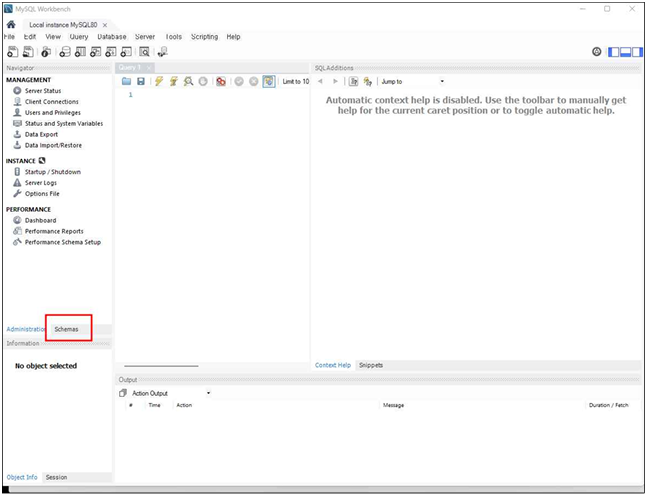 MySQL Workbench
Local instance MySQL80 ×
File Edit View Query Database Server Tools Scripting Help
Navigator
MANAGEMENT
Server Status
Client Connections
Users and Privileges
Status and System Variables
Data Export
Data Import/Restore
INSTANCE
Startup / Shutdown
Server Logs
Options File
PERFORMANCE
Dashboard
Performance Reports
Performance Schema Setup
Administration Schemas
Information
No object selected
Object Info Session
Query 1 ×
Limit to 10
1
SQL Additions
Jump to
Automatic context help is disabled. Use the toolbar to manually get
help for the current caret position or to toggle automatic help.
Context Help Snippets
Output
Action Output
# Time Action Message Duration / Fetch